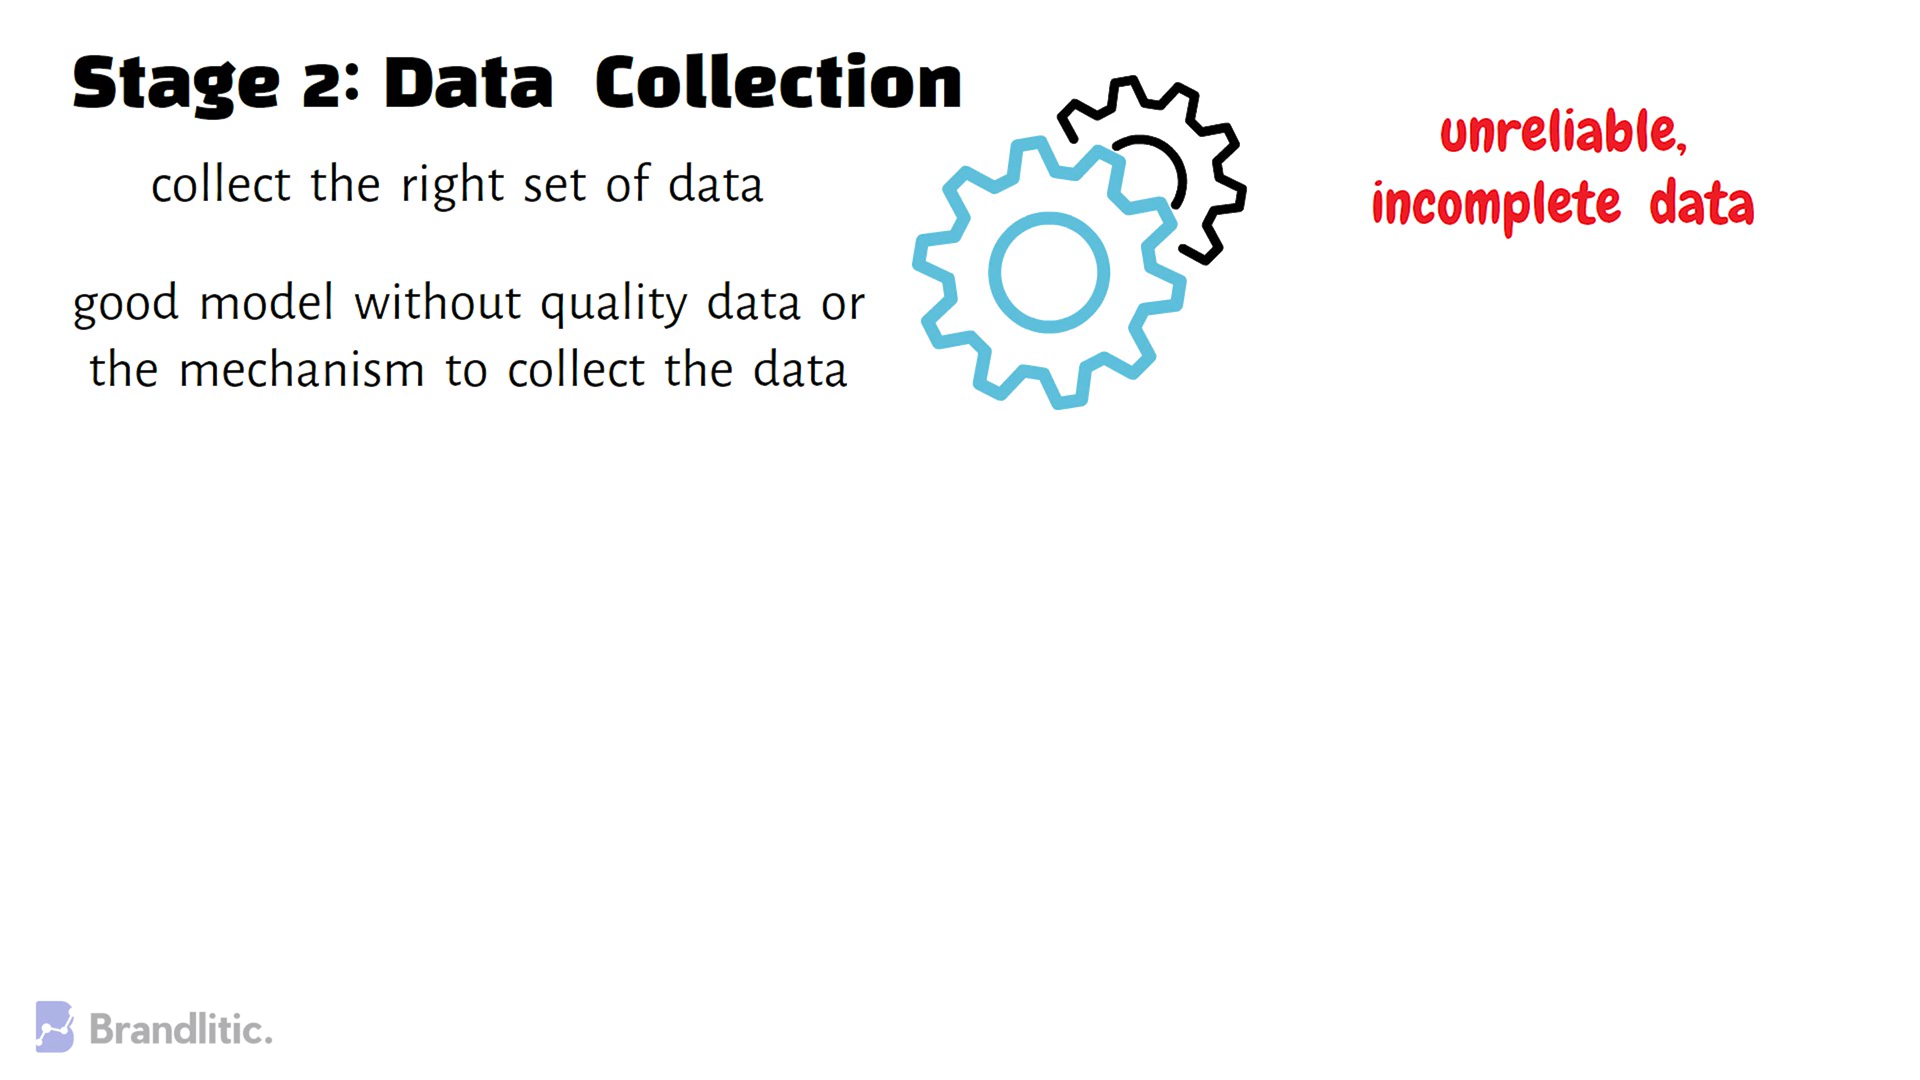 Stage 2: Data Collection
collect the right set of data
good model without quality data or
the mechanism to collect the data
unreliable,
incomplete data
Brandlitic.